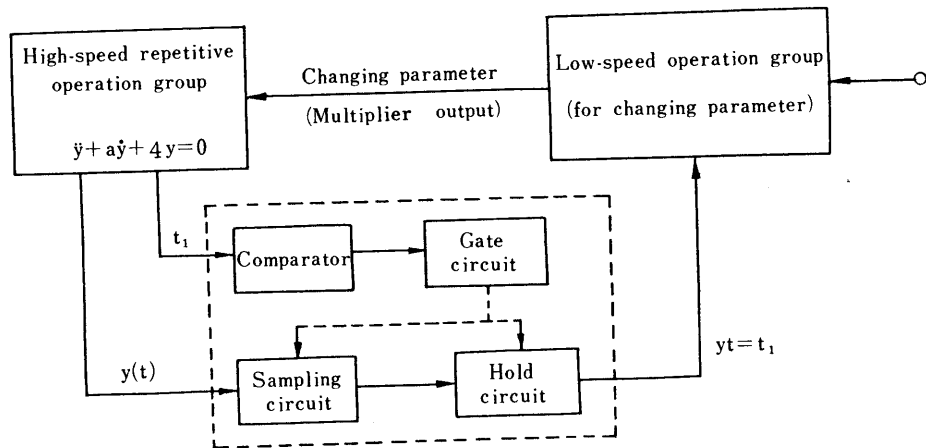 High-speed repetitive
operation group
ÿ + aẏ + 4y = 0
Changing parameter
(Multiplier output)
Low-speed operation group
(for changing parameter)
t₁
Comparator
Gate
circuit
y(t)
Sampling
circuit
Hold
circuit
yt = t₁